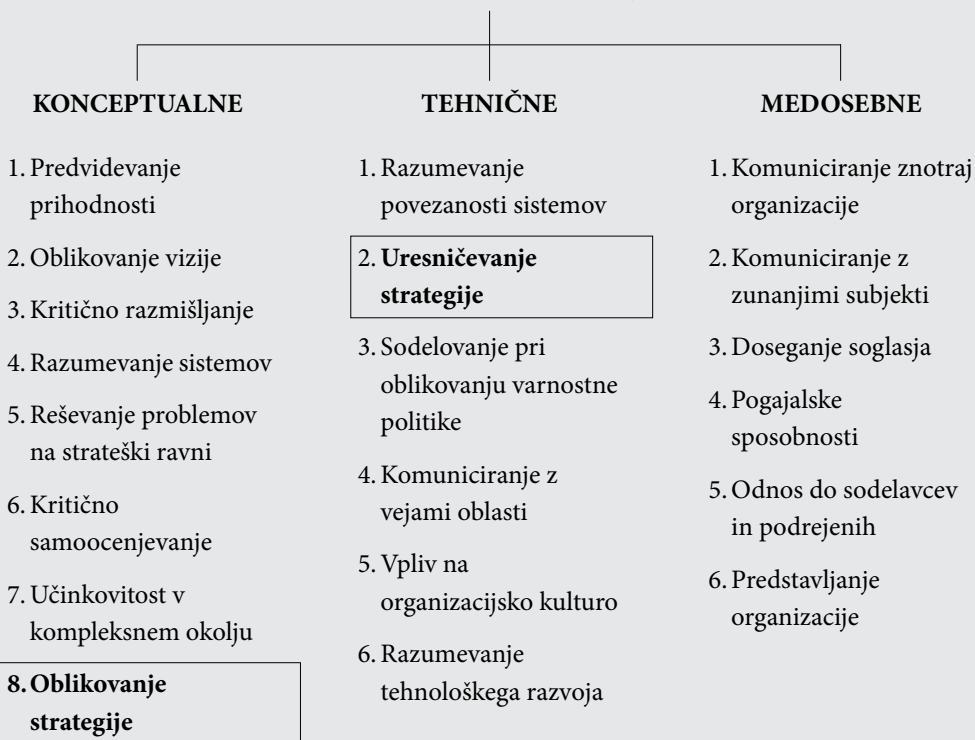 KONCEPTUALNE
1. Predvidevanje
prihodnosti
2. Oblikovanje vizije
3. Kritično razmišljanje
4. Razumevanje sistemov
5. Reševanje problemov
na strateški ravni
6. Kritično
samoocenjevanje
7. Učinkovitost v
kompleksnem okolju
8. Oblikovanje
strategije
TEHNIČNE
1. Razumevanje
povezanosti sistemov
2. Uresničevanje
strategije
3. Sodelovanje pri
oblikovanju varnostne
politike
4. Komuniciranje z
vejami oblasti
5. Vpliv na
organizacijsko kulturo
6. Razumevanje
tehnološkega razvoja
MEDOSEBNE
1. Komuniciranje znotraj
organizacije
2. Komuniciranje z
zunanjimi subjekti
3. Doseganje soglasja
4. Pogajalske
sposobnosti
5. Odnos do sodelavcev
in podrejenih
6. Predstavljanje
organizacije